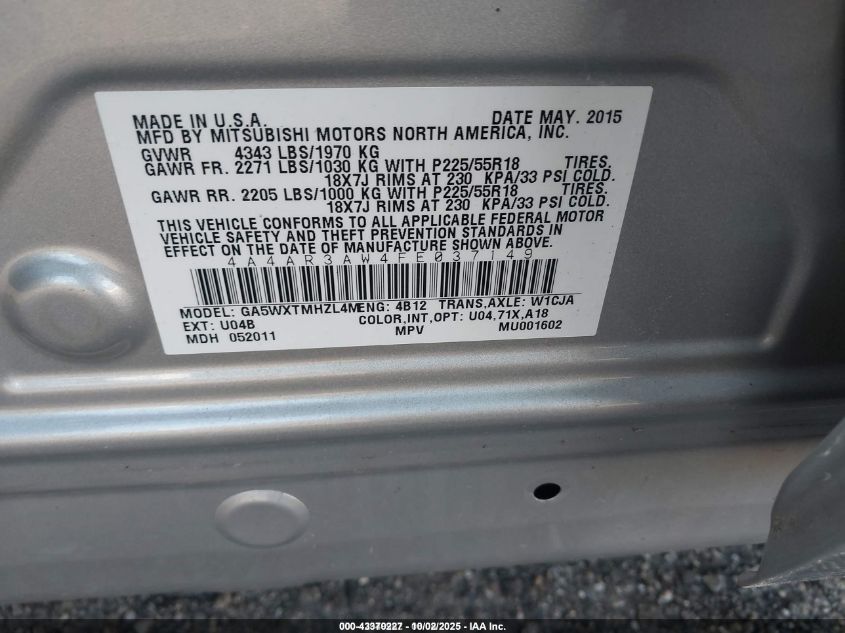 MADE IN U.S.A. DATE MAY. 2015
MFD BY MITSUBISHI MOTORS NORTH AMERICA, INC.
GVWR 4343 LBS/1970 KG
GAWR FR. 2271 LBS/1030 KG WITH P225/55R18 TIRES.
18X7J RIMS AT 230 KPA/33 PSI COLD.
GAWR RR. 2205 LBS/1000 KG WITH P225/55R18 TIRES.
18X7J RIMS AT 230 KPA/33 PSI COLD.
THIS VEHICLE CONFORMS TO ALL APPLICABLE FEDERAL MOTOR
VEHICLE SAFETY AND THEFT PREVENTION STANDARDS IN
EFFECT ON THE DATE OF MANUFACTURE SHOWN ABOVE.
4A4AR3AW4FE037149
MODEL: GA5WXTMHZL4M ENG: 4B12 TRANS,AXLE: W1CJA
EXT: U04B COLOR,INT,OPT: U04,71X,A18
MDH 052011 MPV MU001602
10/02/2025 - IAA Inc.